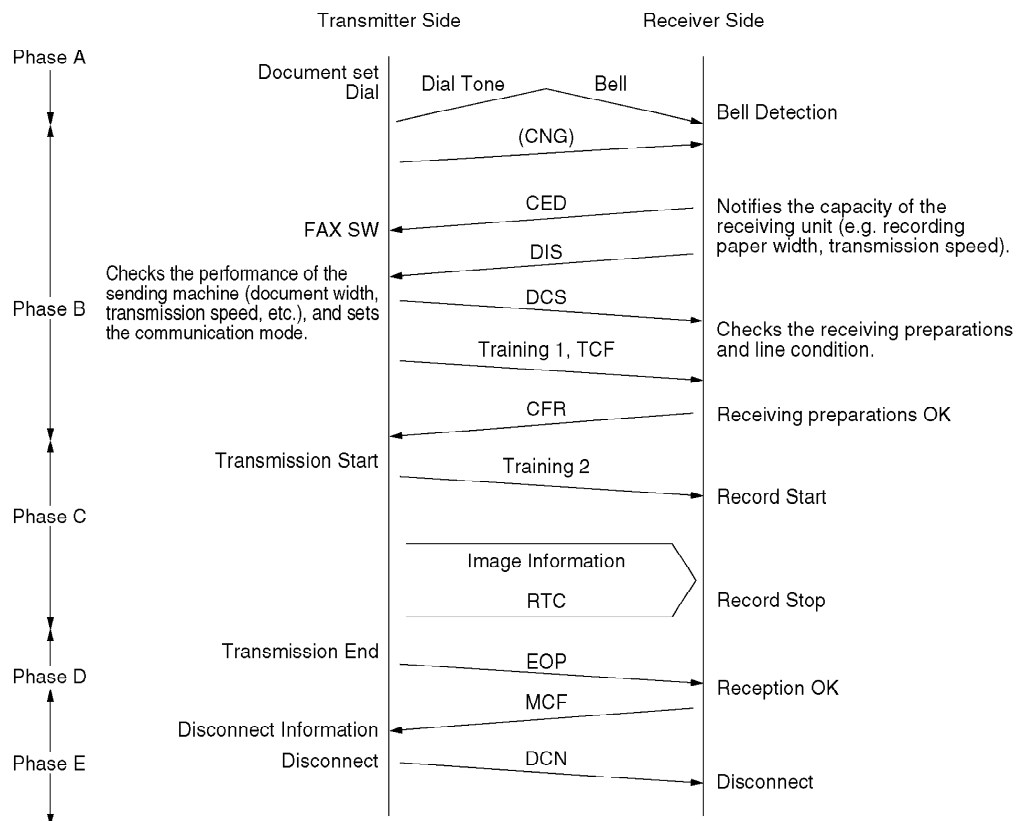 Transmitter Side
Receiver Side
Phase A
Document set
Dial
Dial Tone
Bell
Bell Detection
(CNG)
CED
FAX SW
Notifies the capacity of the
receiving unit (e.g. recording
paper width, transmission speed).
DIS
Checks the performance of the
sending machine (document width,
transmission speed, etc.), and sets
the communication mode.
Phase B
DCS
Checks the receiving preparations
and line condition.
Training 1, TCF
CFR
Receiving preparations OK
Transmission Start
Training 2
Record Start
Phase C
Image Information
RTC
Record Stop
Transmission End
EOP
Phase D
Reception OK
MCF
Disconnect Information
Phase E
Disconnect
DCN
Disconnect